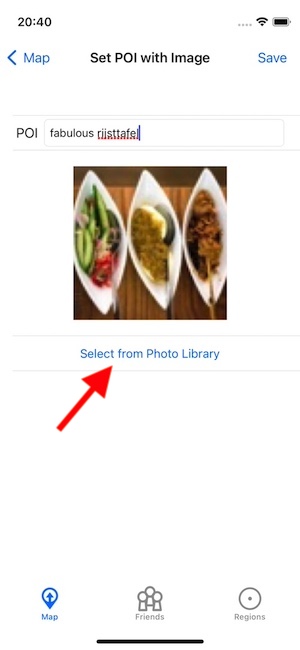 20:40
Map Set POI with Image Save
POI fabulous rijsttafel
Select from Photo Library
Map Friends Regions